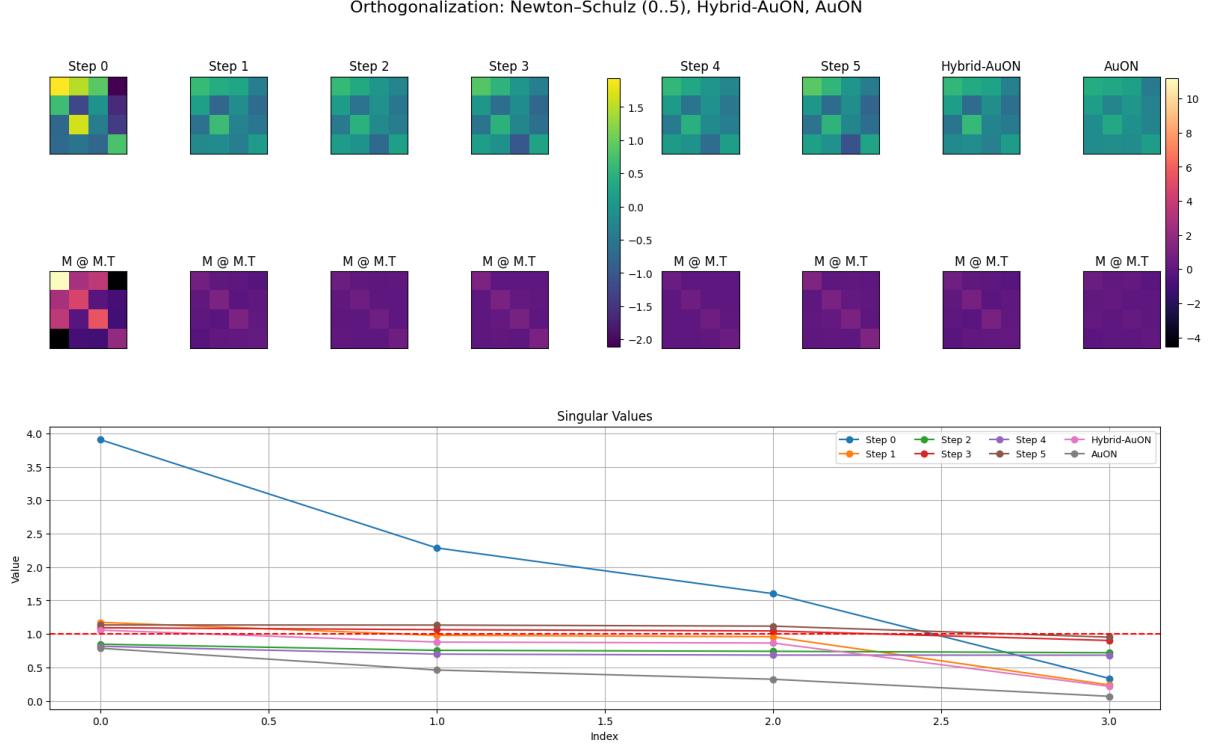 Orthogonalization: Newton–Schulz (0..5), Hybrid-AuON, AuON
Step 0 Step 1 Step 2 Step 3 Step 4 Step 5 Hybrid-AuON AuON
1.5
1.0
0.5
0.0
−0.5
−1.0
−1.5
−2.0
10
8
6
4
2
0
−2
−4
M @ M.T M @ M.T M @ M.T M @ M.T M @ M.T M @ M.T M @ M.T M @ M.T
Singular Values
Value
4.0
3.5
3.0
2.5
2.0
1.5
1.0
0.5
0.0
Step 0 Step 2 Step 4 Hybrid-AuON
Step 1 Step 3 Step 5 AuON
0.0 0.5 1.0 1.5 2.0 2.5 3.0
Index